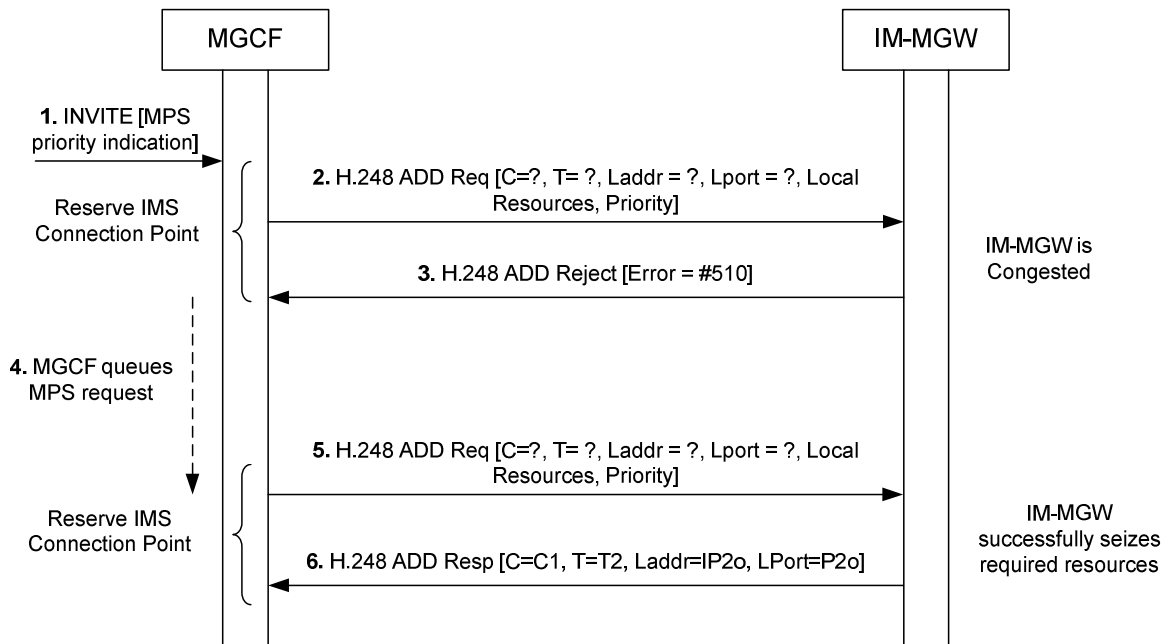 MGCF
IM-MGW
1. INVITE [MPS
priority indication]
2. H.248 ADD Req [C=?, T= ?, Laddr = ?, Lport = ?, Local
Resources, Priority]
Reserve IMS
Connection Point
3. H.248 ADD Reject [Error = #510]
IM-MGW is
Congested
4. MGCF queues
MPS request
5. H.248 ADD Req [C=?, T= ?, Laddr = ?, Lport = ?, Local
Resources, Priority]
Reserve IMS
Connection Point
6. H.248 ADD Resp [C=C1, T=T2, Laddr=IP2o, LPort=P2o]
IM-MGW
successfully seizes
required resources